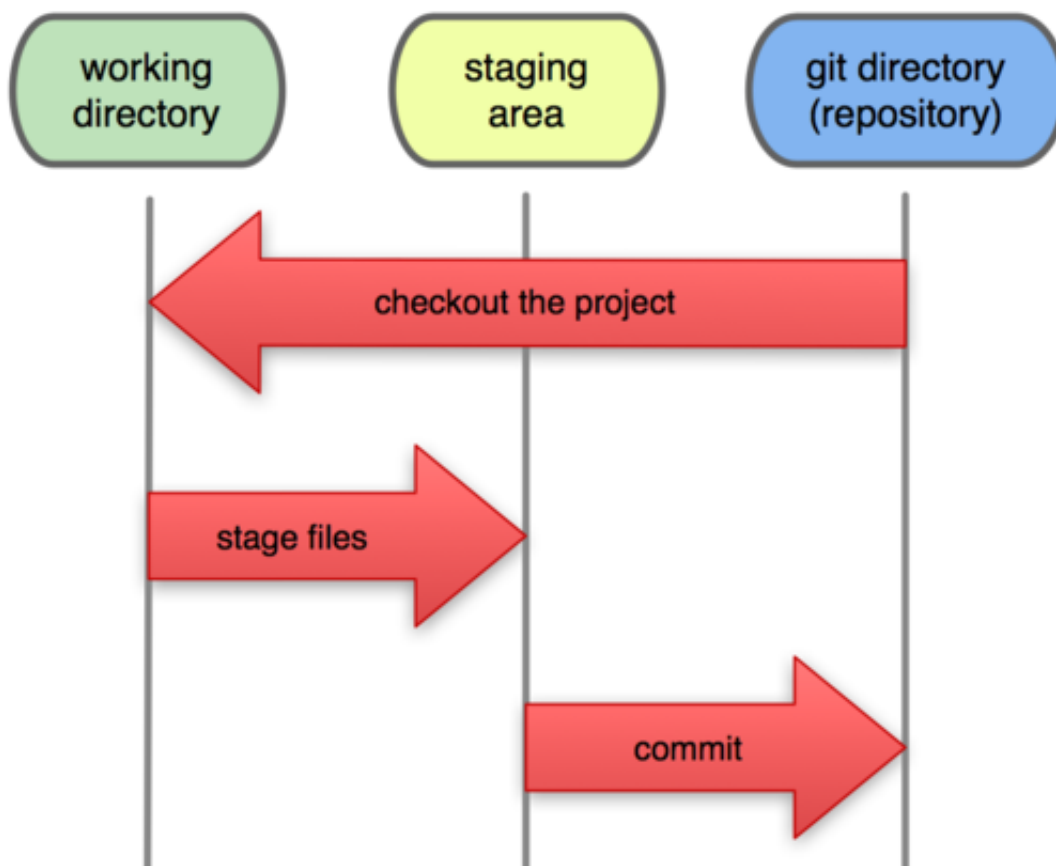 working
directory
staging
area
git directory
(repository)
checkout the project
stage files
commit